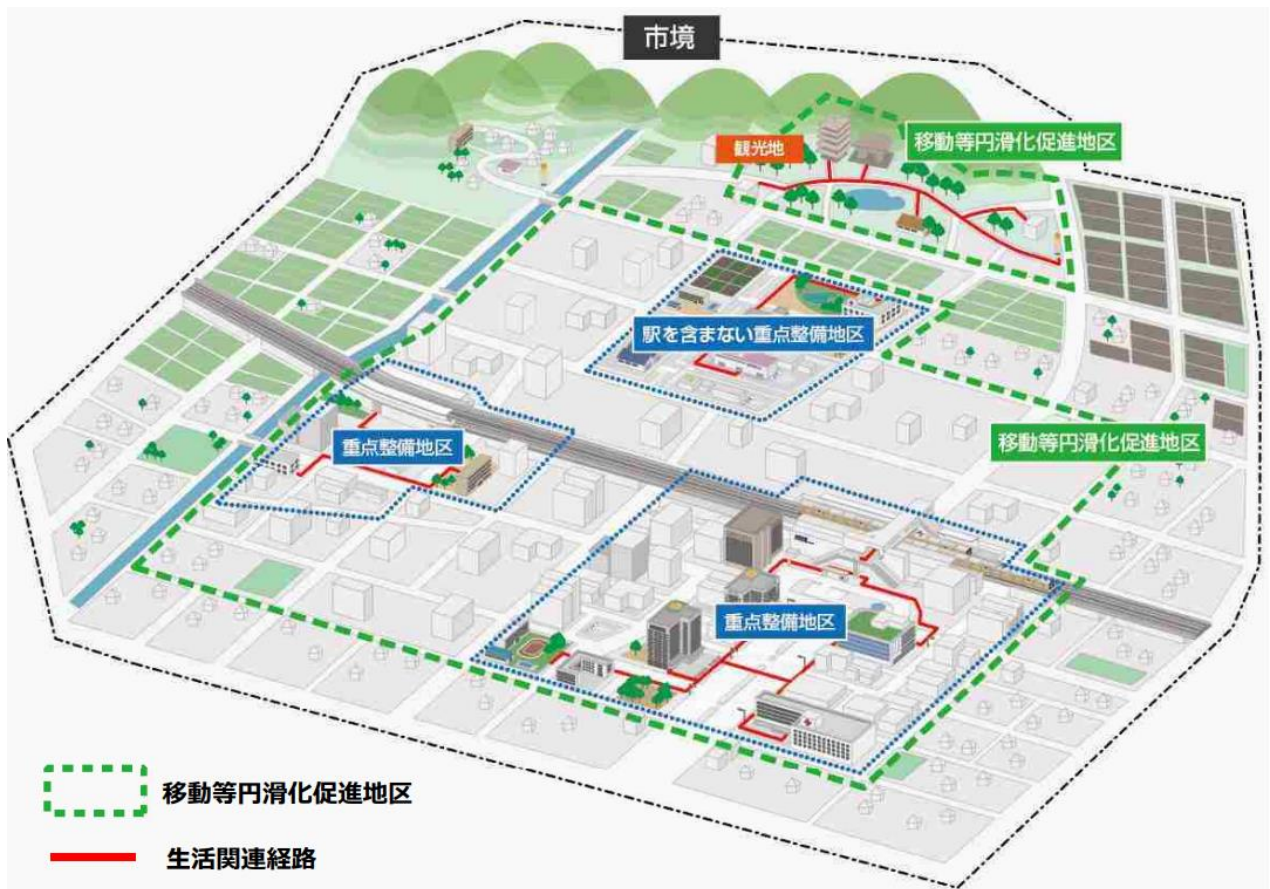 市境
観光地
移動等円滑化促進地区
駅を含まない重点整備地区
重点整備地区
移動等円滑化促進地区
重点整備地区
移動等円滑化促進地区
生活関連経路